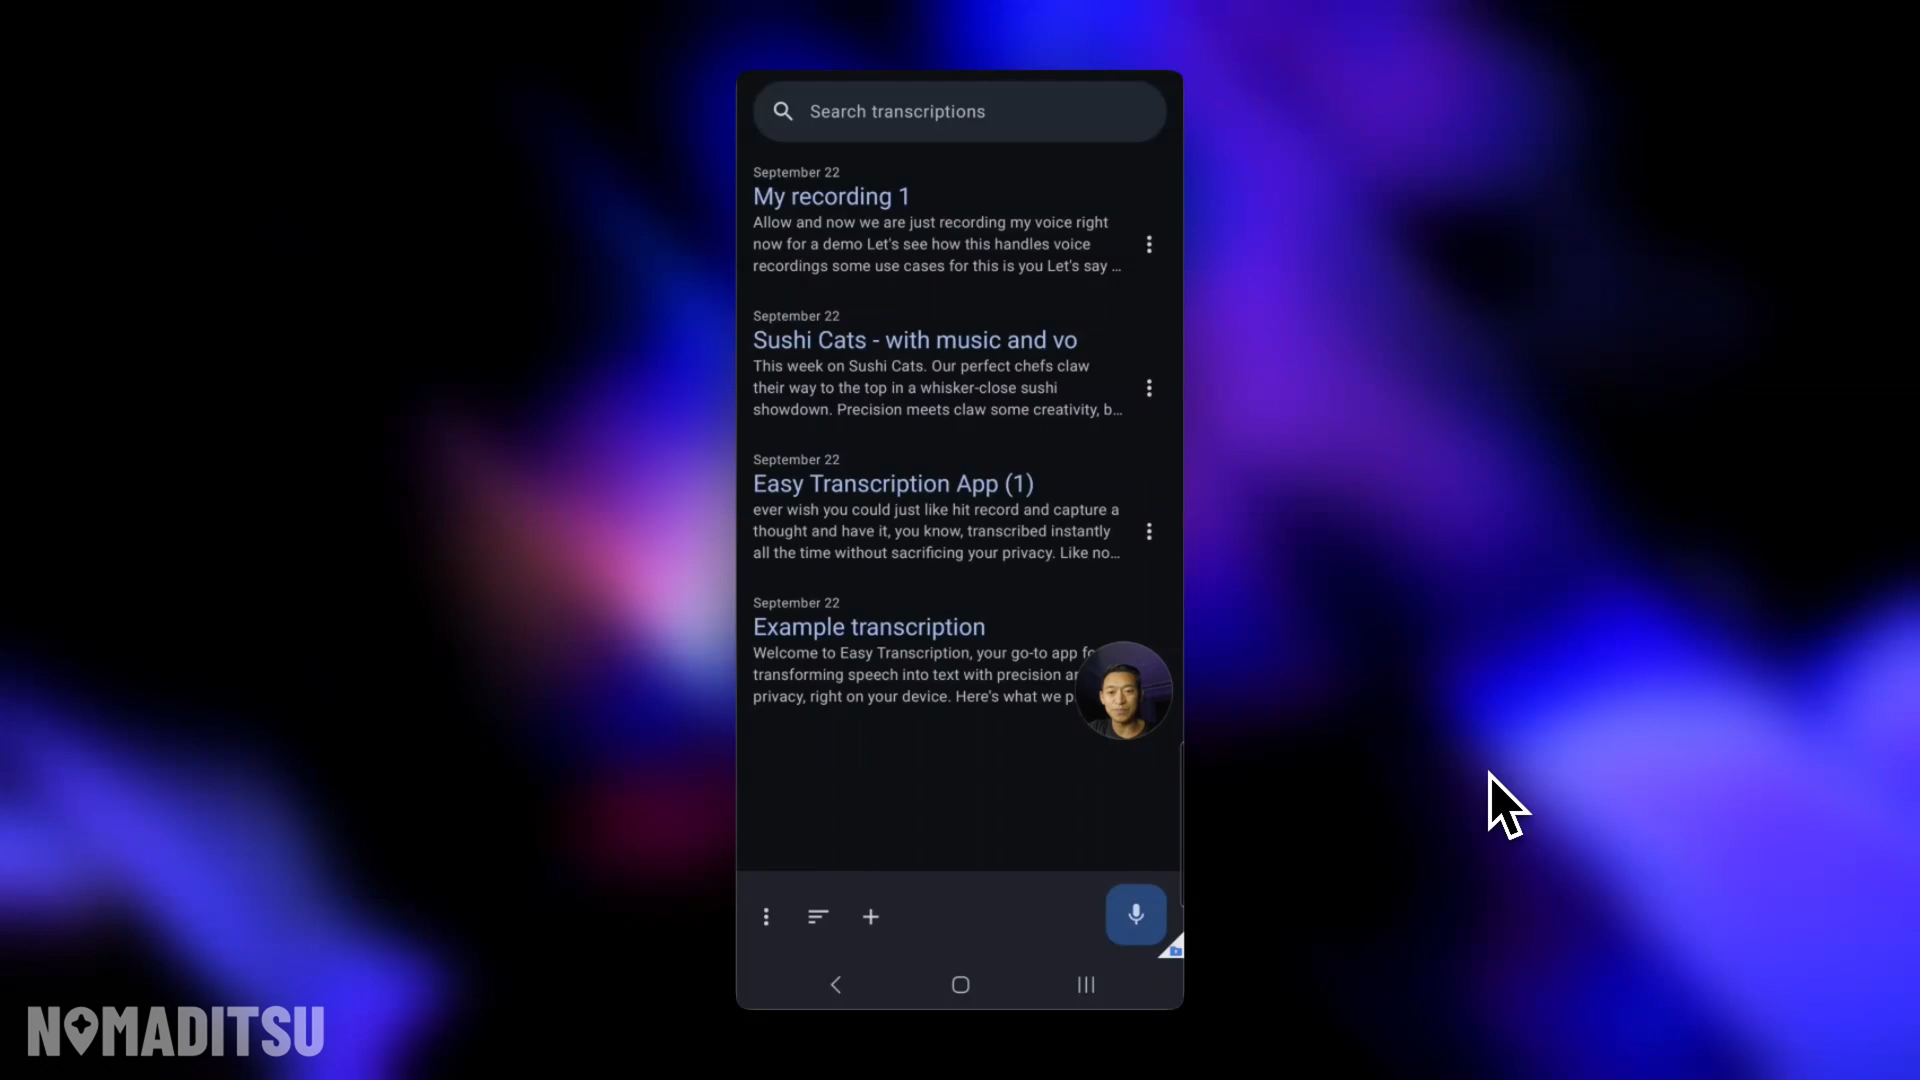 Search transcriptions
September 22
My recording 1
Allow and now we are just recording my voice right
now for a demo Let's see how this handles voice
recordings some use cases for this is you Let's say ...
September 22
Sushi Cats - with music and vo
This week on Sushi Cats. Our perfect chefs claw
their way to the top in a whisker-close sushi
showdown. Precision meets claw some creativity, b...
September 22
Easy Transcription App (1)
ever wish you could just like hit record and capture a
thought and have it, you know, transcribed instantly
all the time without sacrificing your privacy. Like no...
September 22
Example transcription
Welcome to Easy Transcription, your go-to app fo
transforming speech into text with precision a
privacy, right on your device. Here's what we p
NOMADITSU